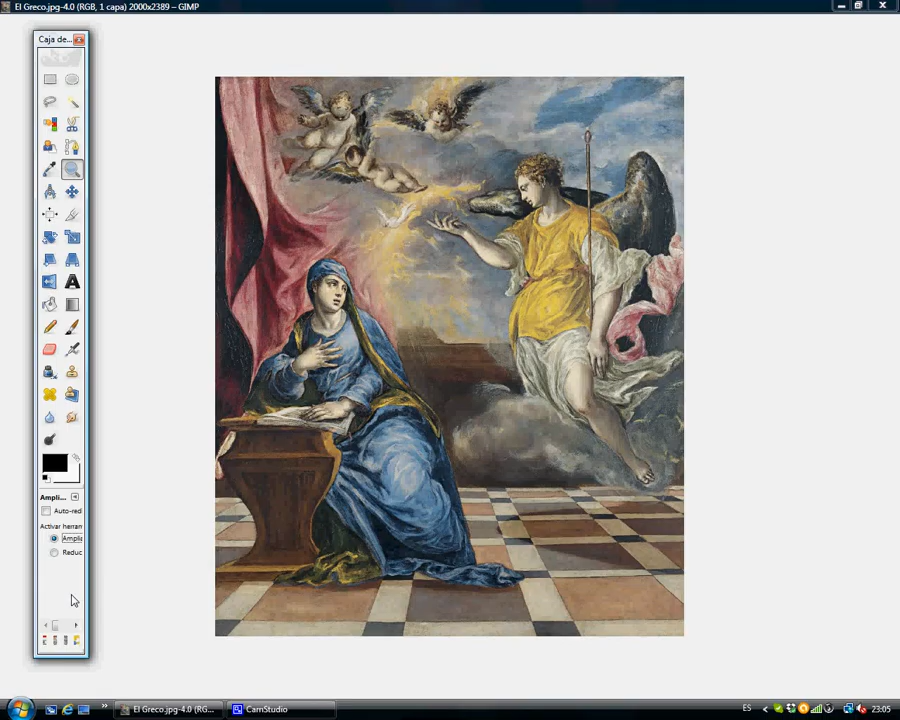 El Greco.jpg-4.0 (RGB, 1 capa) 2000x2389 – GIMP
Caja de...
Ampli...
Auto-red
Activar herran
Amplia
Reduc
El Greco.jpg-4.0 (RG...
CamStudio
ES
23:05